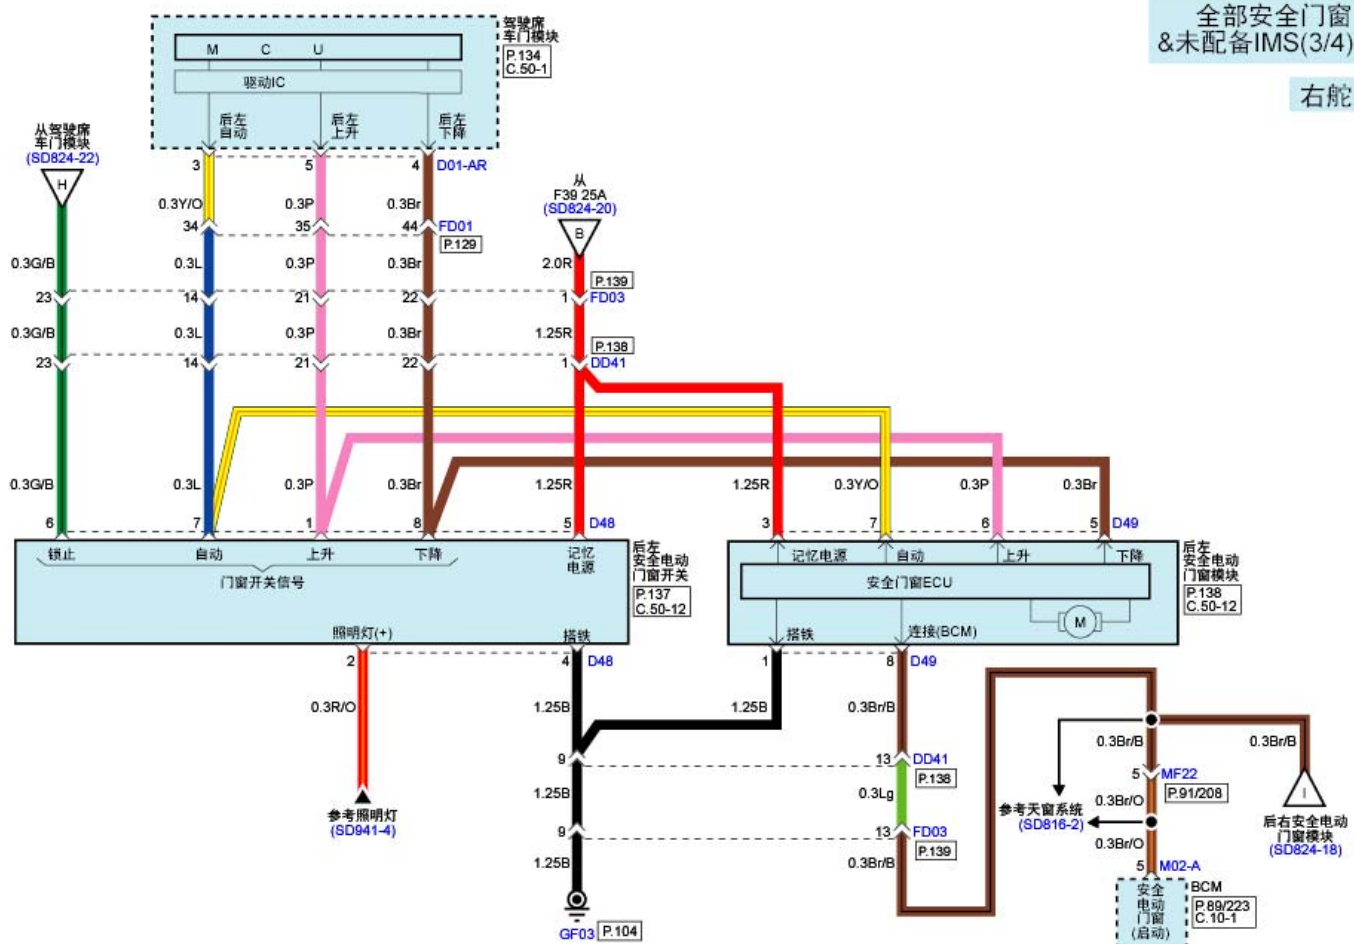 全部安全门窗
&未配备IMS(3/4)
右舵
驾驶席
车门模块
P.134
C.50-1
M C U
驱动IC
后左
自动
后左
上升
后左
下降
从驾驶席
车门模块
(SD824-22)
H
3 5 4 D01-AR
0.3Y/O 0.3P 0.3Br
34 35 44 FD01
P.129
从
F39 25A
(SD824-20)
B
0.3G/B 0.3L 0.3P 0.3Br 2.0R
P.139
23 14 21 22 1 FD03
0.3G/B 0.3L 0.3P 0.3Br 1.25R
P.138
23 14 21 22 1 DD41
0.3G/B 0.3L 0.3P 0.3Br 1.25R 1.25R 0.3Y/O 0.3P 0.3Br
6 7 1 8 5 D48 3 7 6 5 D49
锁止 自动 上升 下降 记忆
电源
门窗开关信号
后左
安全电动
门窗开关
P.137
C.50-12
记忆电源 自动 上升 下降
安全门窗ECU
M
后左
安全电动
门窗模块
P.138
C.50-12
照明灯(+) 搭铁 搭铁 连接(BCM)
2 4 D48 1 8 D49
0.3R/O 1.25B 1.25B 0.3Br/B
参考照明灯
(SD941-4)
9 13 DD41
P.138
1.25B 0.3Lg
9 13 FD03
P.139
1.25B 0.3Br/B
GF03 P.104
0.3Br/B 0.3Br/B
5 MF22
P.91/208
0.3Br/O
参考天窗系统
(SD816-2)
0.3Br/O
I
后右安全电动
门窗模块
(SD824-18)
5 M02-A
安全
电动
门窗
(启动)
BCM
P.89/223
C.10-1